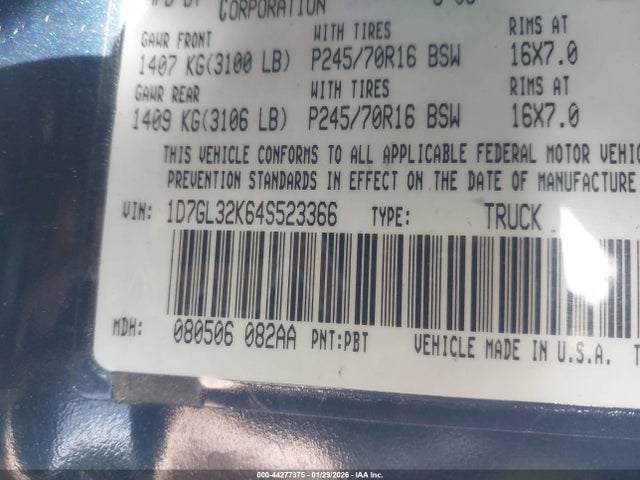 CORPORATION
GAWR FRONT WITH TIRES RIMS AT
1407 KG(3100 LB) P245/70R16 BSW 16X7.0
GAWR REAR WITH TIRES RIMS AT
1409 KG(3106 LB) P245/70R16 BSW 16X7.0
THIS VEHICLE CONFORMS TO ALL APPLICABLE FEDERAL MOTOR VEHIC
PREVENTION STANDARDS IN EFFECT ON THE DATE OF MANUFACTURE
VIN: 1D7GL32K64S523366 TYPE: TRUCK
MDH: 080506 082AA PNT:PBT VEHICLE MADE IN U.S.A. T
000-44277375 - 01/29/2026 - IAA Inc.